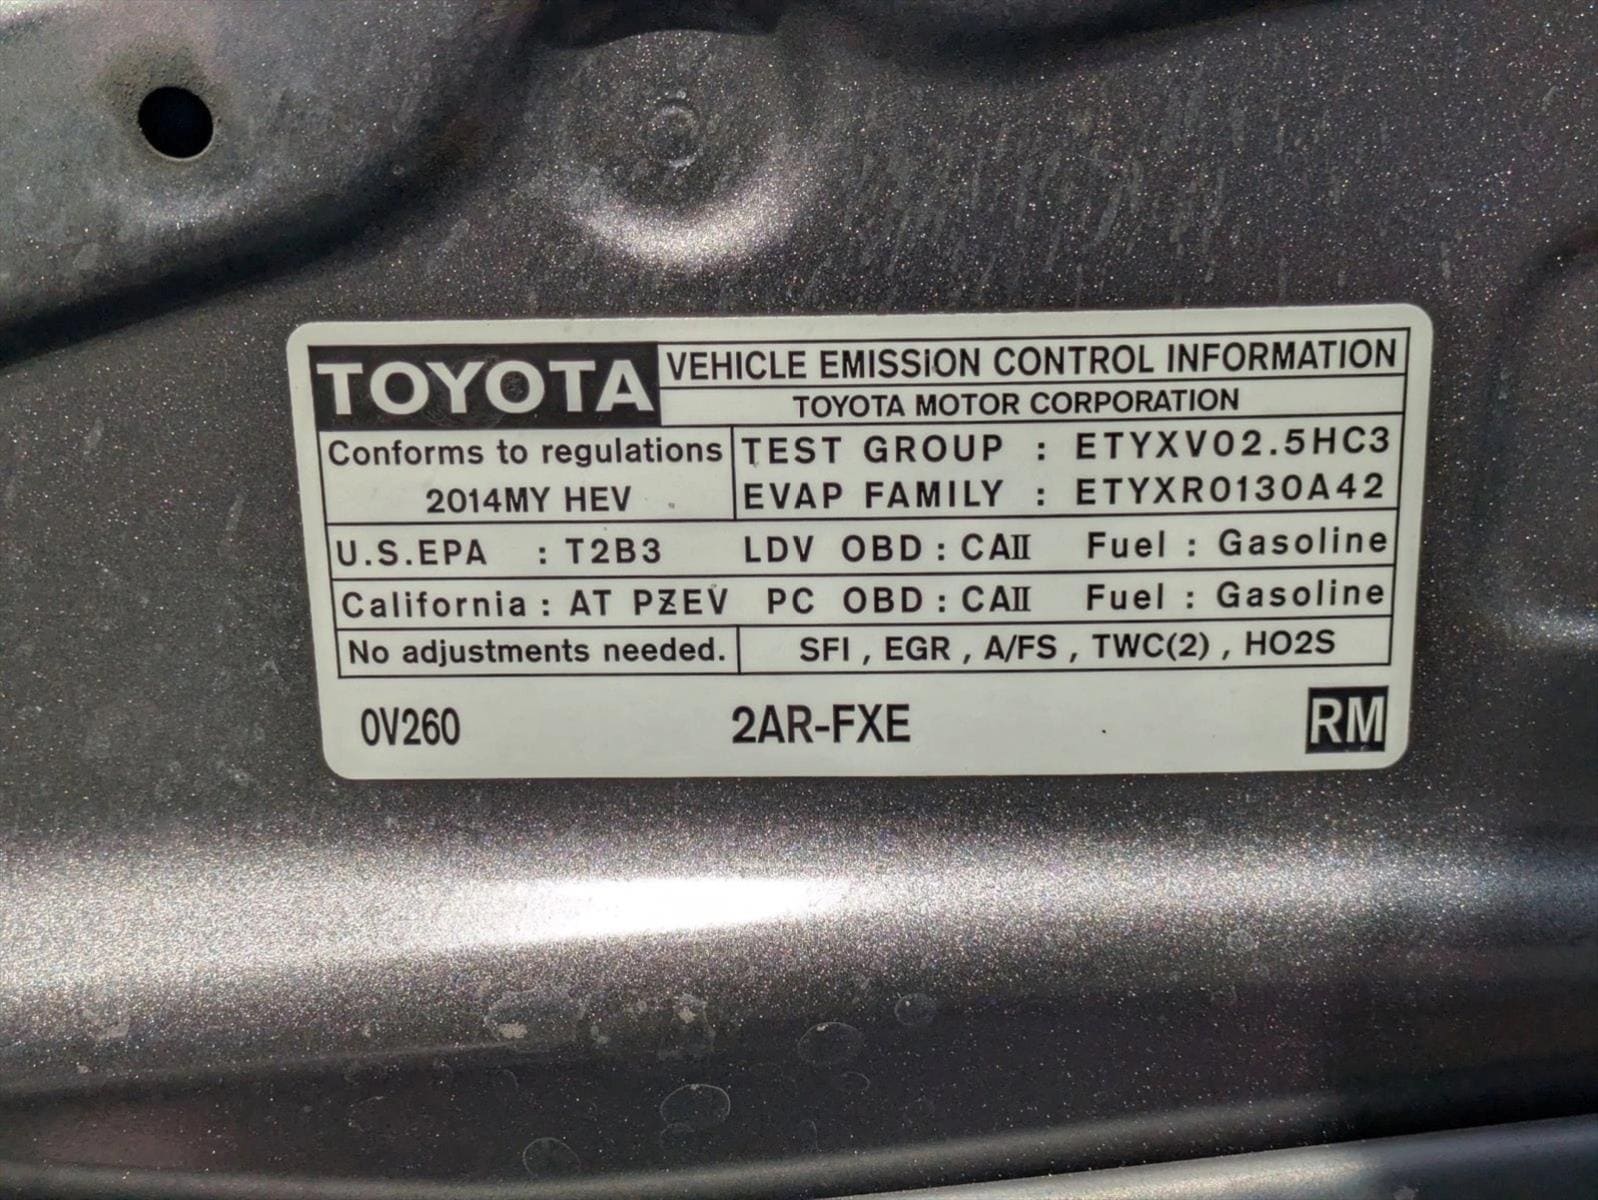 TOYOTA VEHICLE EMISSION CONTROL INFORMATION
TOYOTA MOTOR CORPORATION
Conforms to regulations TEST GROUP : ETYXV02.5HC3
2014MY HEV EVAP FAMILY : ETYXR0130A42
U.S.EPA : T2B3 LDV OBD : CAII Fuel : Gasoline
California : AT PZEV PC OBD : CAII Fuel : Gasoline
No adjustments needed. SFI , EGR , A/FS , TWC(2) , HO2S
0V260 2AR-FXE RM